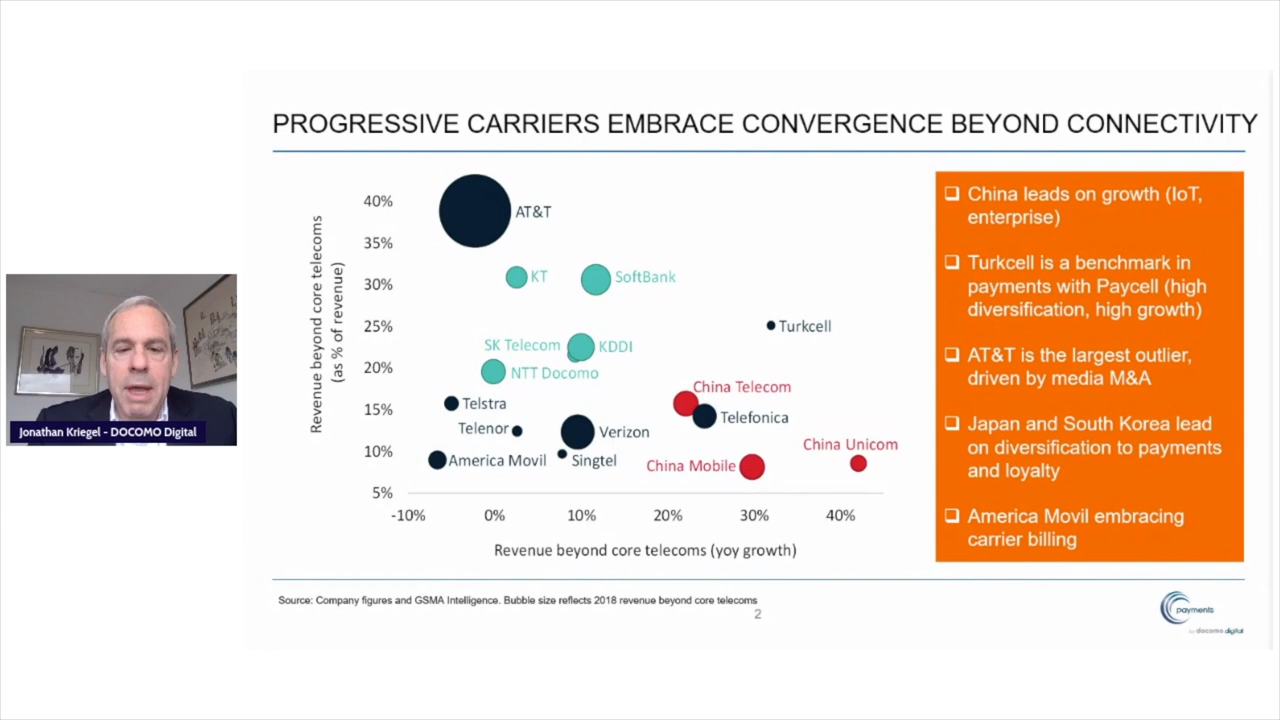 PROGRESSIVE CARRIERS EMBRACE CONVERGENCE BEYOND CONNECTIVITY
Revenue beyond core telecoms
(as % of revenue)
40%
35%
30%
25%
20%
15%
10%
5%
AT&T
KT
SoftBank
Turkcell
SK Telecom
KDDI
NTT Docomo
China Telecom
Telstra
Telefonica
Telenor
Verizon
China Unicom
America Movil
Singtel
China Mobile
-10%
0%
10%
20%
30%
40%
Revenue beyond core telecoms (yoy growth)
China leads on growth (IoT,
enterprise)
Turkcell is a benchmark in
payments with Paycell (high
diversification, high growth)
AT&T is the largest outlier,
driven by media M&A
Japan and South Korea lead
on diversification to payments
and loyalty
America Movil embracing
carrier billing
Jonathan Kriegel - DOCOMO Digital
Source: Company figures and GSMA Intelligence. Bubble size reflects 2018 revenue beyond core telecoms
2
payments
by docomo digital